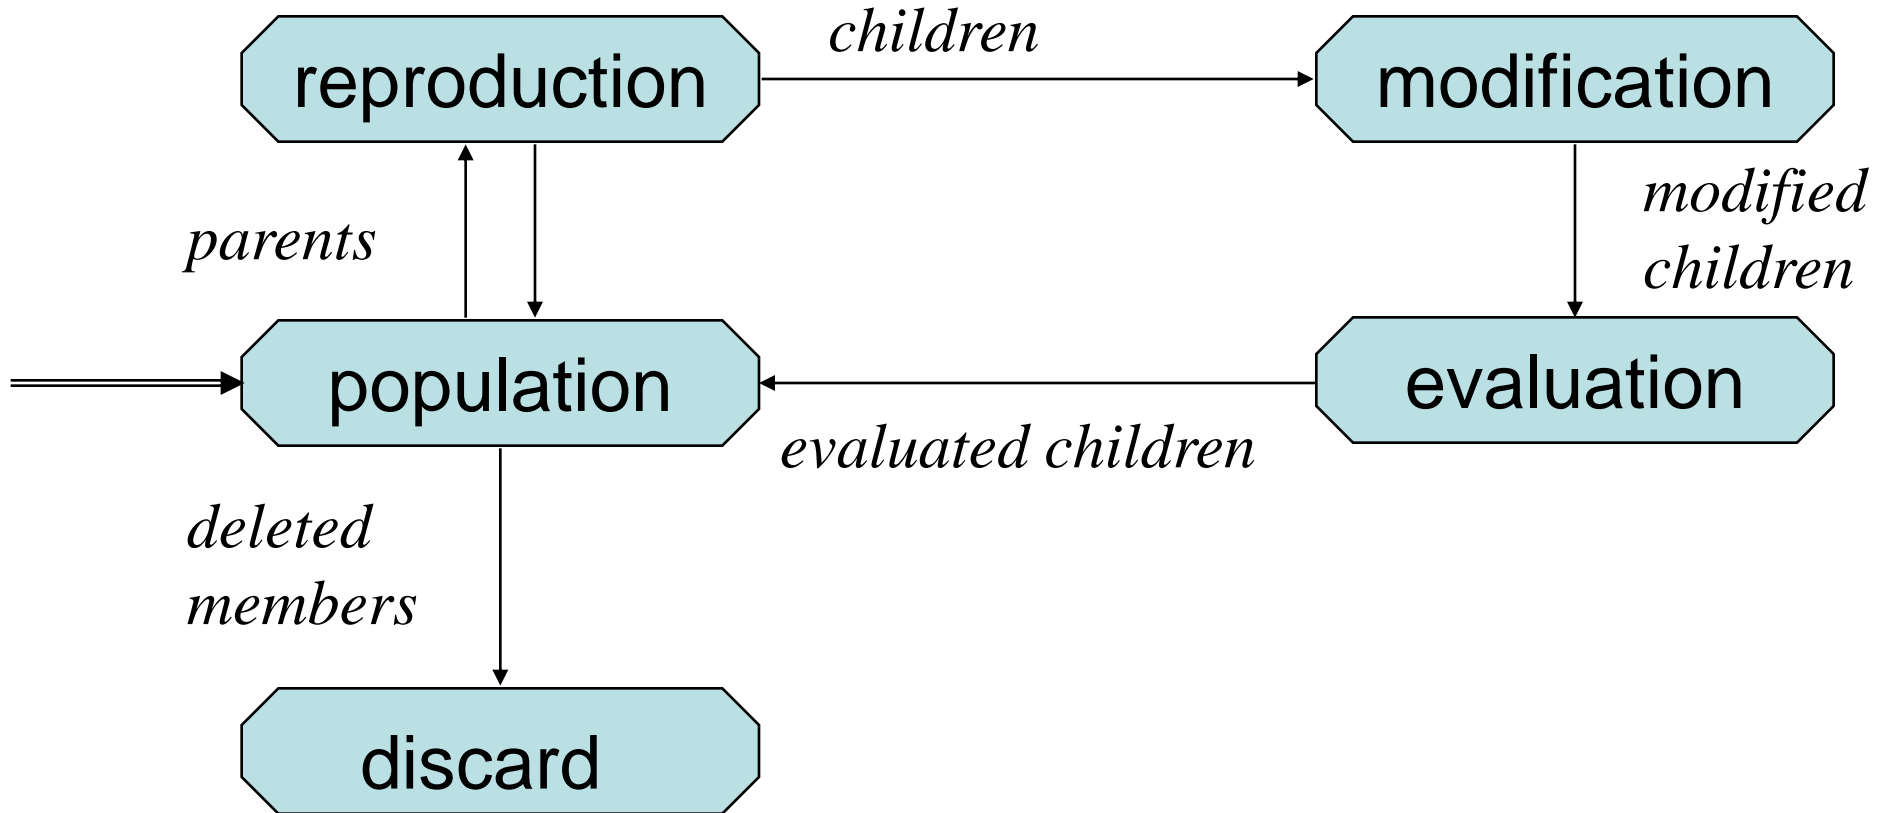 children
reproduction
modification
modified
children
parents
population
evaluation
evaluated children
deleted
members
discard